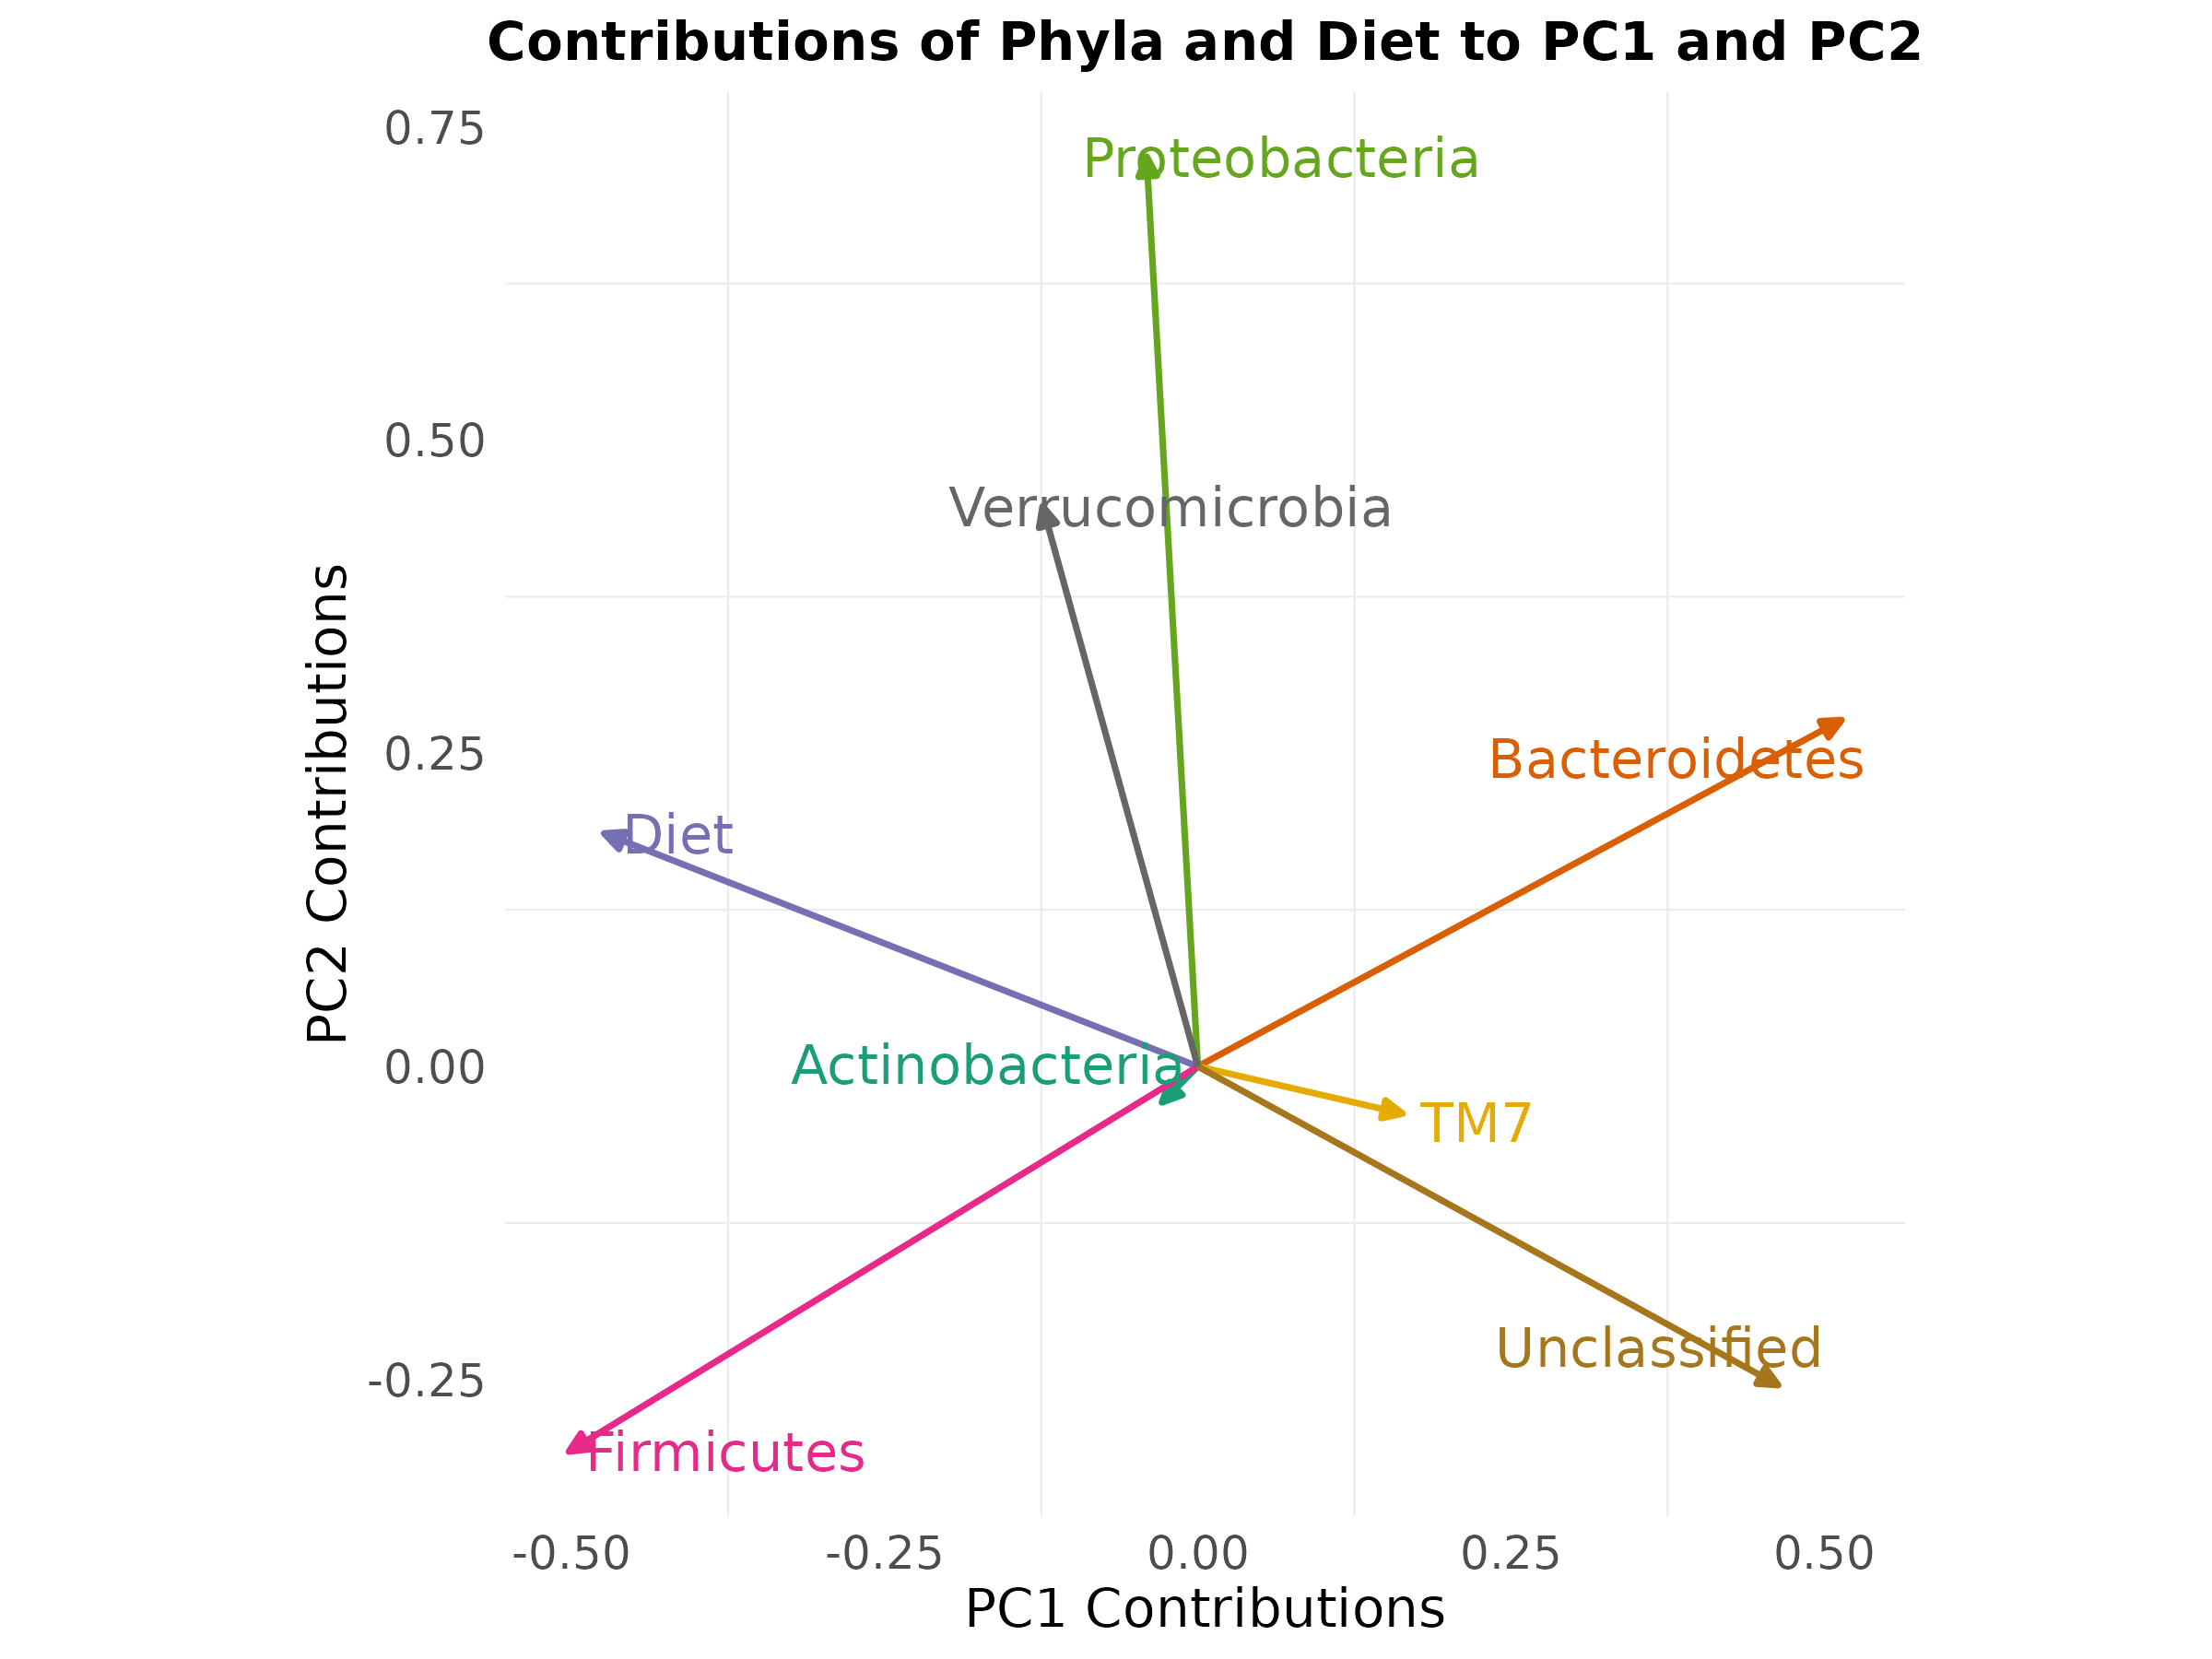 Contributions of Phyla and Diet to PC1 and PC2
0.75
Proteobacteria
0.50
Verrucomicrobia
0.25
Bacteroidetes
Diet
PC2 Contributions
0.00
Actinobacteria
TM7
Unclassified
-0.25
Firmicutes
-0.50 -0.25 0.00 0.25 0.50
PC1 Contributions